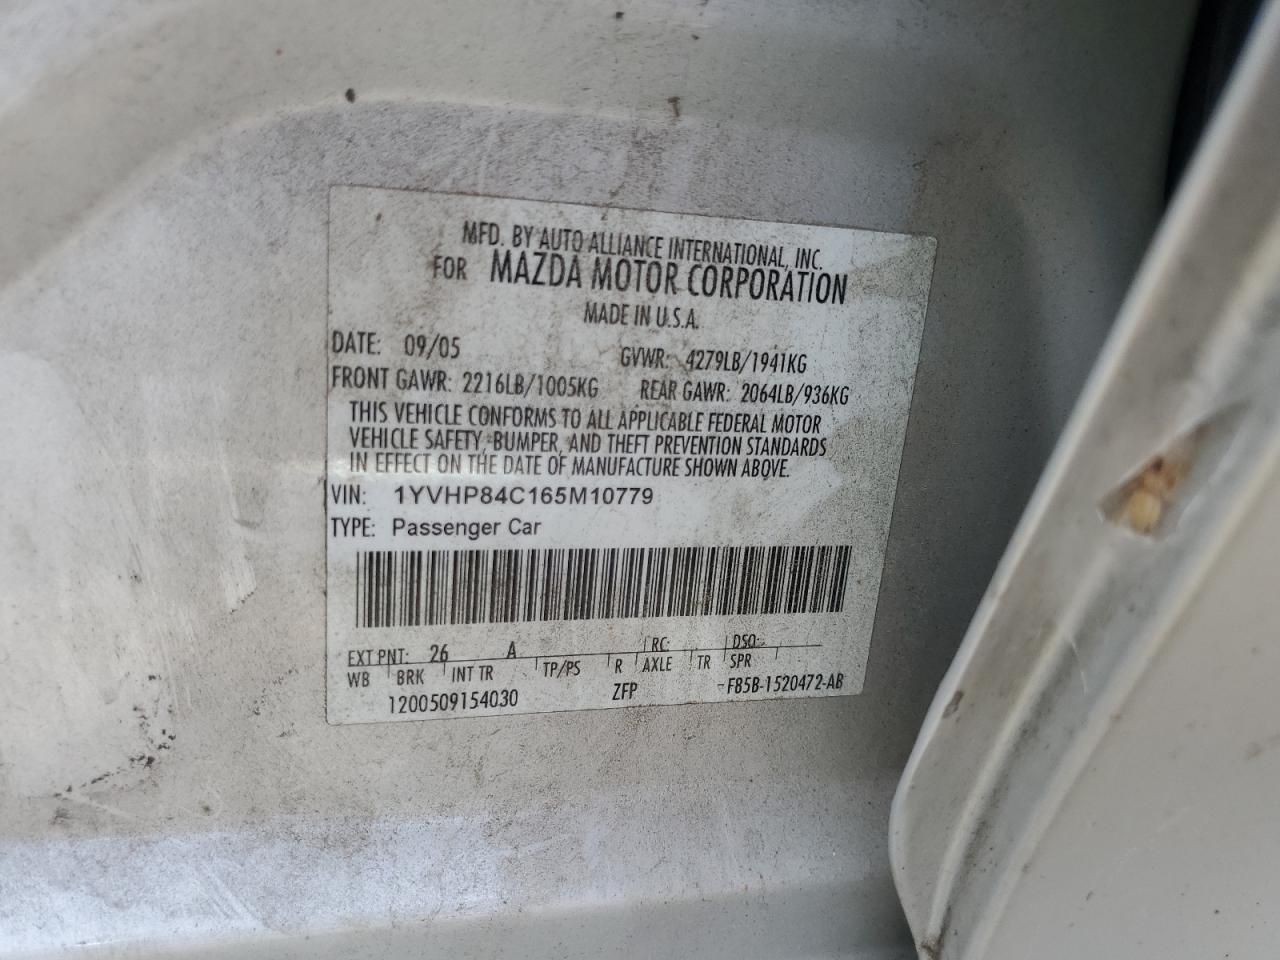 MFD. BY AUTO ALLIANCE INTERNATIONAL, INC.
FOR MAZDA MOTOR CORPORATION
MADE IN U.S.A.
DATE: 09/05 GVWR: 4279LB/1941KG
FRONT GAWR: 2216LB/1005KG REAR GAWR: 2064LB/936KG
THIS VEHICLE CONFORMS TO ALL APPLICABLE FEDERAL MOTOR
VEHICLE SAFETY, BUMPER, AND THEFT PREVENTION STANDARDS
IN EFFECT ON THE DATE OF MANUFACTURE SHOWN ABOVE.
VIN: 1YVHP84C165M10779
TYPE: Passenger Car
EXT PNT: 26 A RC: DSO:
WB BRK INT TR TP/PS R AXLE TR SPR
1200509154030 ZFP F85B-1520472-AB